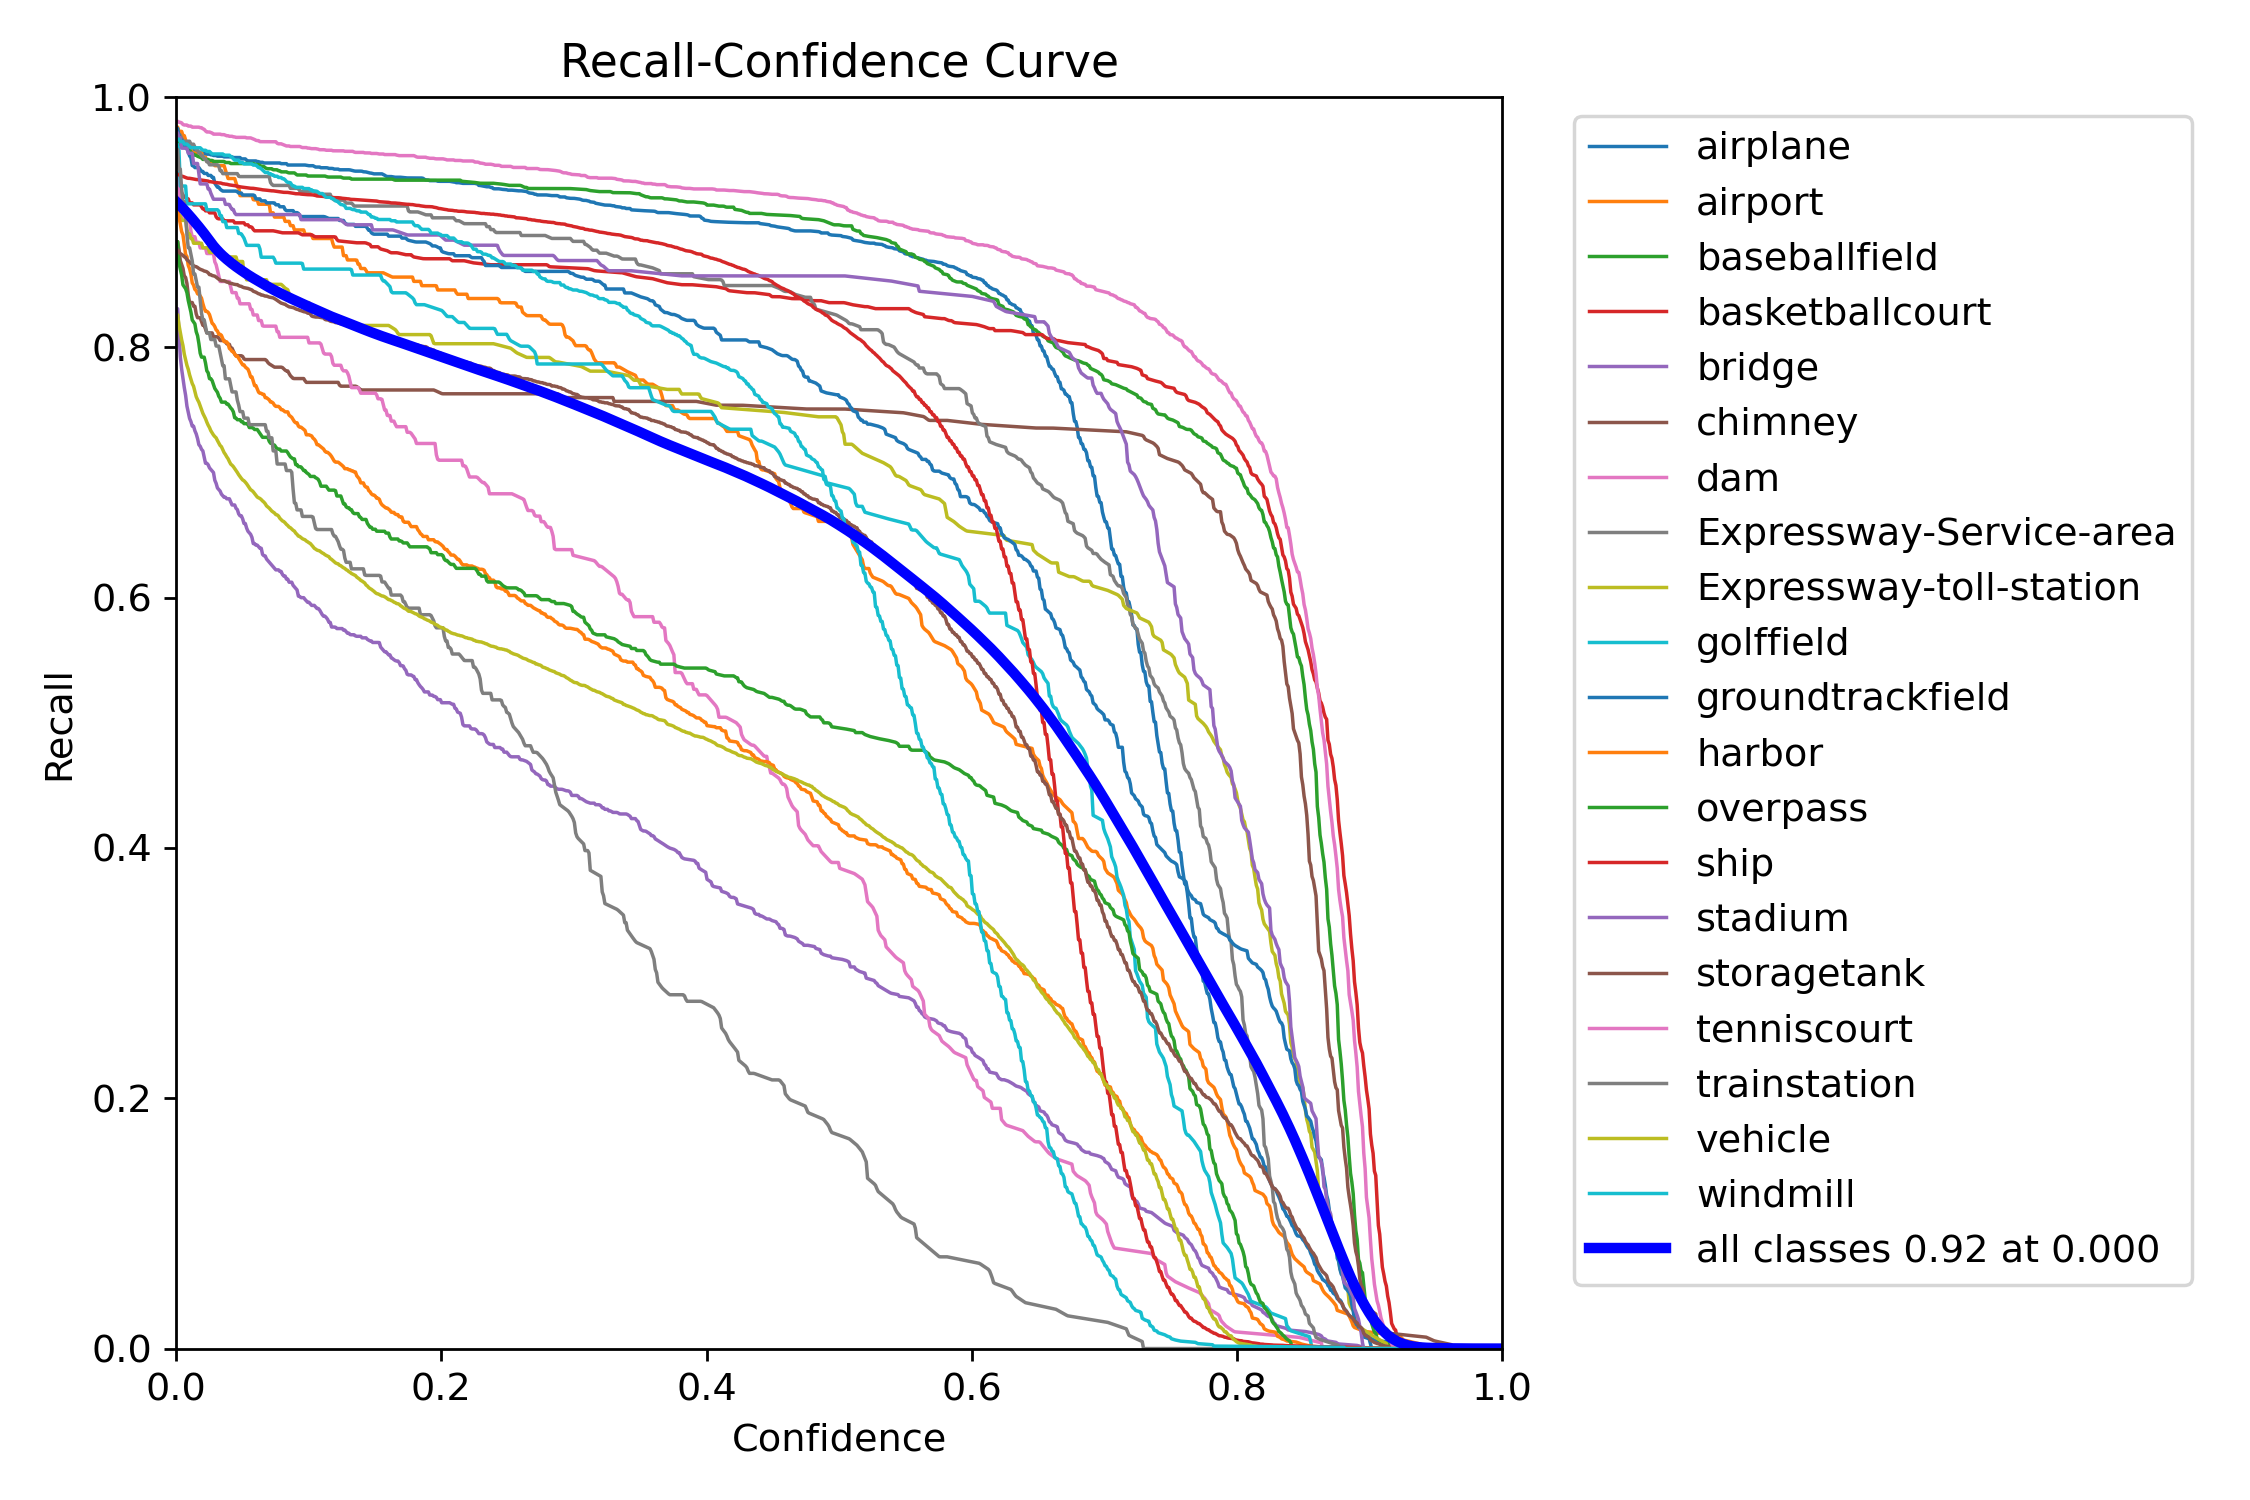 Recall-Confidence Curve
1.0
0.8
0.6
0.4
0.2
0.0
Recall
0.0 0.2 0.4 0.6 0.8 1.0
Confidence
airplane
airport
baseballfield
basketballcourt
bridge
chimney
dam
Expressway-Service-area
Expressway-toll-station
golffield
groundtrackfield
harbor
overpass
ship
stadium
storagetank
tenniscourt
trainstation
vehicle
windmill
all classes 0.92 at 0.000